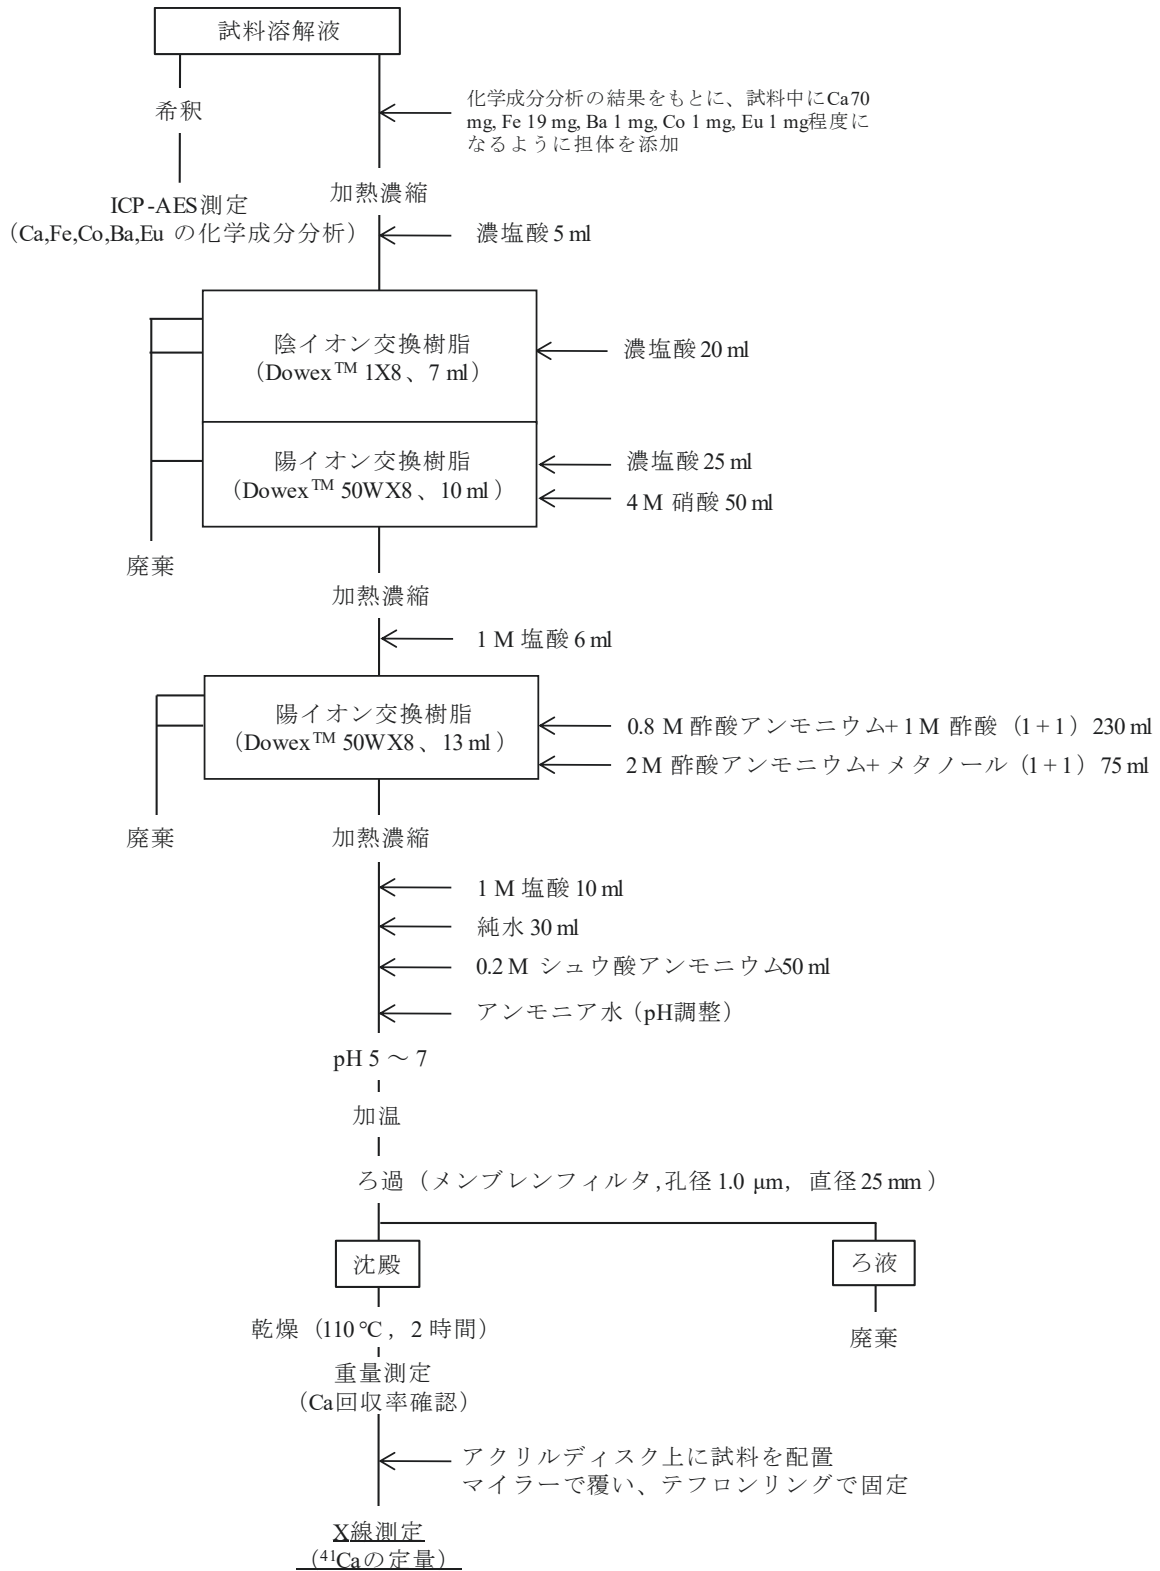 試料溶解液
希釈
化学成分分析の結果をもとに、試料中にCa70
mg, Fe 19 mg, Ba 1 mg, Co 1 mg, Eu 1 mg程度に
なるように担体を添加
加熱濃縮
ICP-AES測定
(Ca,Fe,Co,Ba,Eu の化学成分分析)
濃塩酸 5 ml
陰イオン交換樹脂
(Dowex™ 1X8、7 ml)
濃塩酸 20 ml
陽イオン交換樹脂
(Dowex™ 50WX8、10 ml)
濃塩酸 25 ml
4 M 硝酸 50 ml
廃棄
加熱濃縮
1 M 塩酸 6 ml
陽イオン交換樹脂
(Dowex™ 50WX8、13 ml)
0.8 M 酢酸アンモニウム+ 1 M 酢酸 (1+1) 230 ml
2 M 酢酸アンモニウム+ メタノール (1+1) 75 ml
廃棄
加熱濃縮
1 M 塩酸 10 ml
純水 30 ml
0.2 M シュウ酸アンモニウム50 ml
アンモニア水 (pH調整)
pH 5 ～ 7
加温
ろ過 (メンブレンフィルタ,孔径 1.0 μm, 直径 25 mm)
沈殿
ろ液
乾燥 (110 °C, 2 時間)
廃棄
重量測定
(Ca回収率確認)
アクリルディスク上に試料を配置
マイラーで覆い、テフロンリングで固定
X線測定
(⁴¹Caの定量)